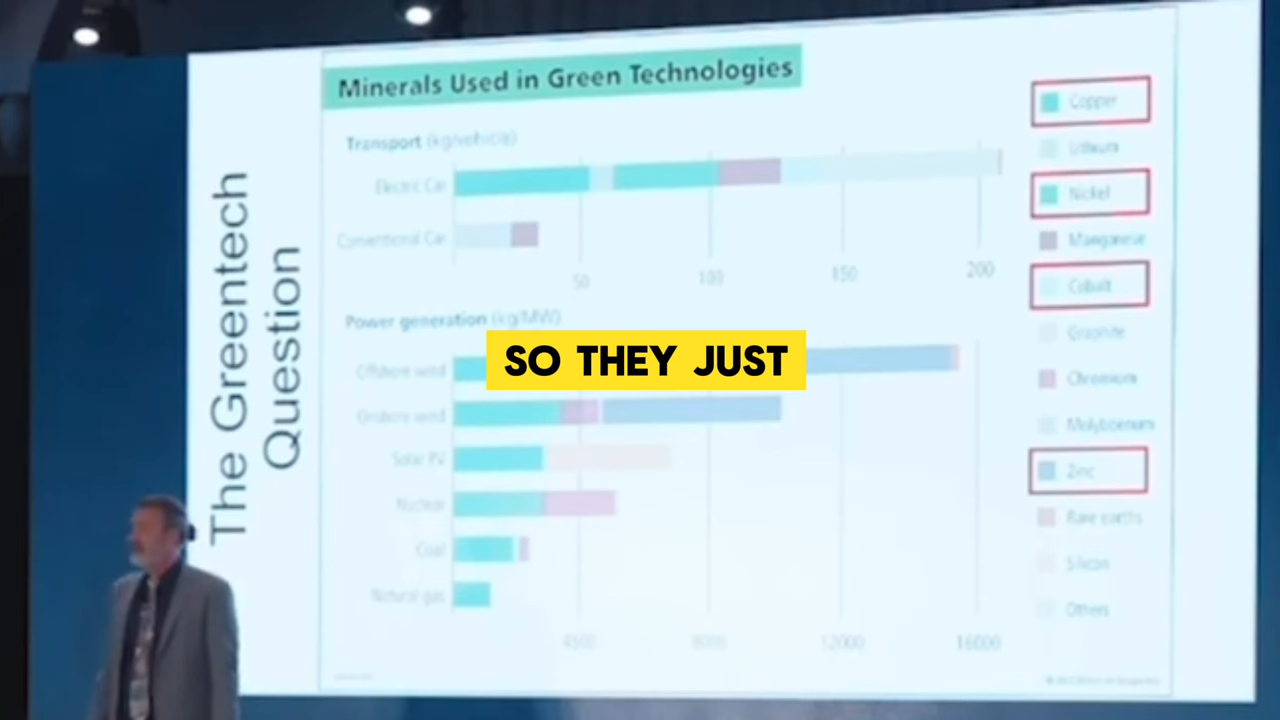 The Greentech
Question
Minerals Used in Green Technologies
Transport (kg/vehicle)
Electric Car
Conventional Car
50
100
150
200
Power generation (kg/MW)
Offshore wind
Onshore wind
Solar PV
Nuclear
Coal
Natural gas
4500
8000
12000
16000
Copper
Lithium
Nickel
Manganese
Cobalt
Graphite
Chromium
Molybdenum
Zinc
Rare earths
Silicon
Others
SO THEY JUST